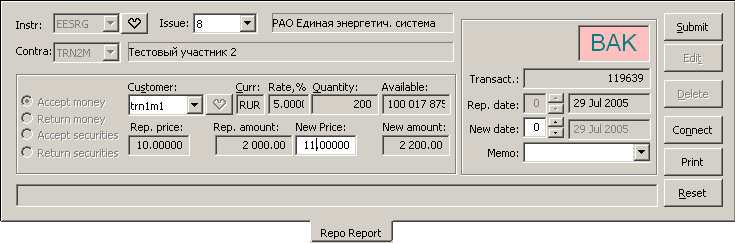 Instr: EESRG Issue: 8 РАО Единая энергетич. система
Contra: TRN2M Тестовый участник 2
BAK
Submit
Edit
Delete
Connect
Print
Reset
Transact.: 119639
Rep. date: 0 29 Jul 2005
New date: 0 29 Jul 2005
Memo:
Accept money
Return money
Accept securities
Return securities
Customer: Curr: Rate,% Quantity: Available:
trn1m1 RUR 5.0000 200 100 017 875
Rep. price: Rep. amount: New Price: New amount:
10.00000 2 000.00 11.00000 2 200.00
Repo Report